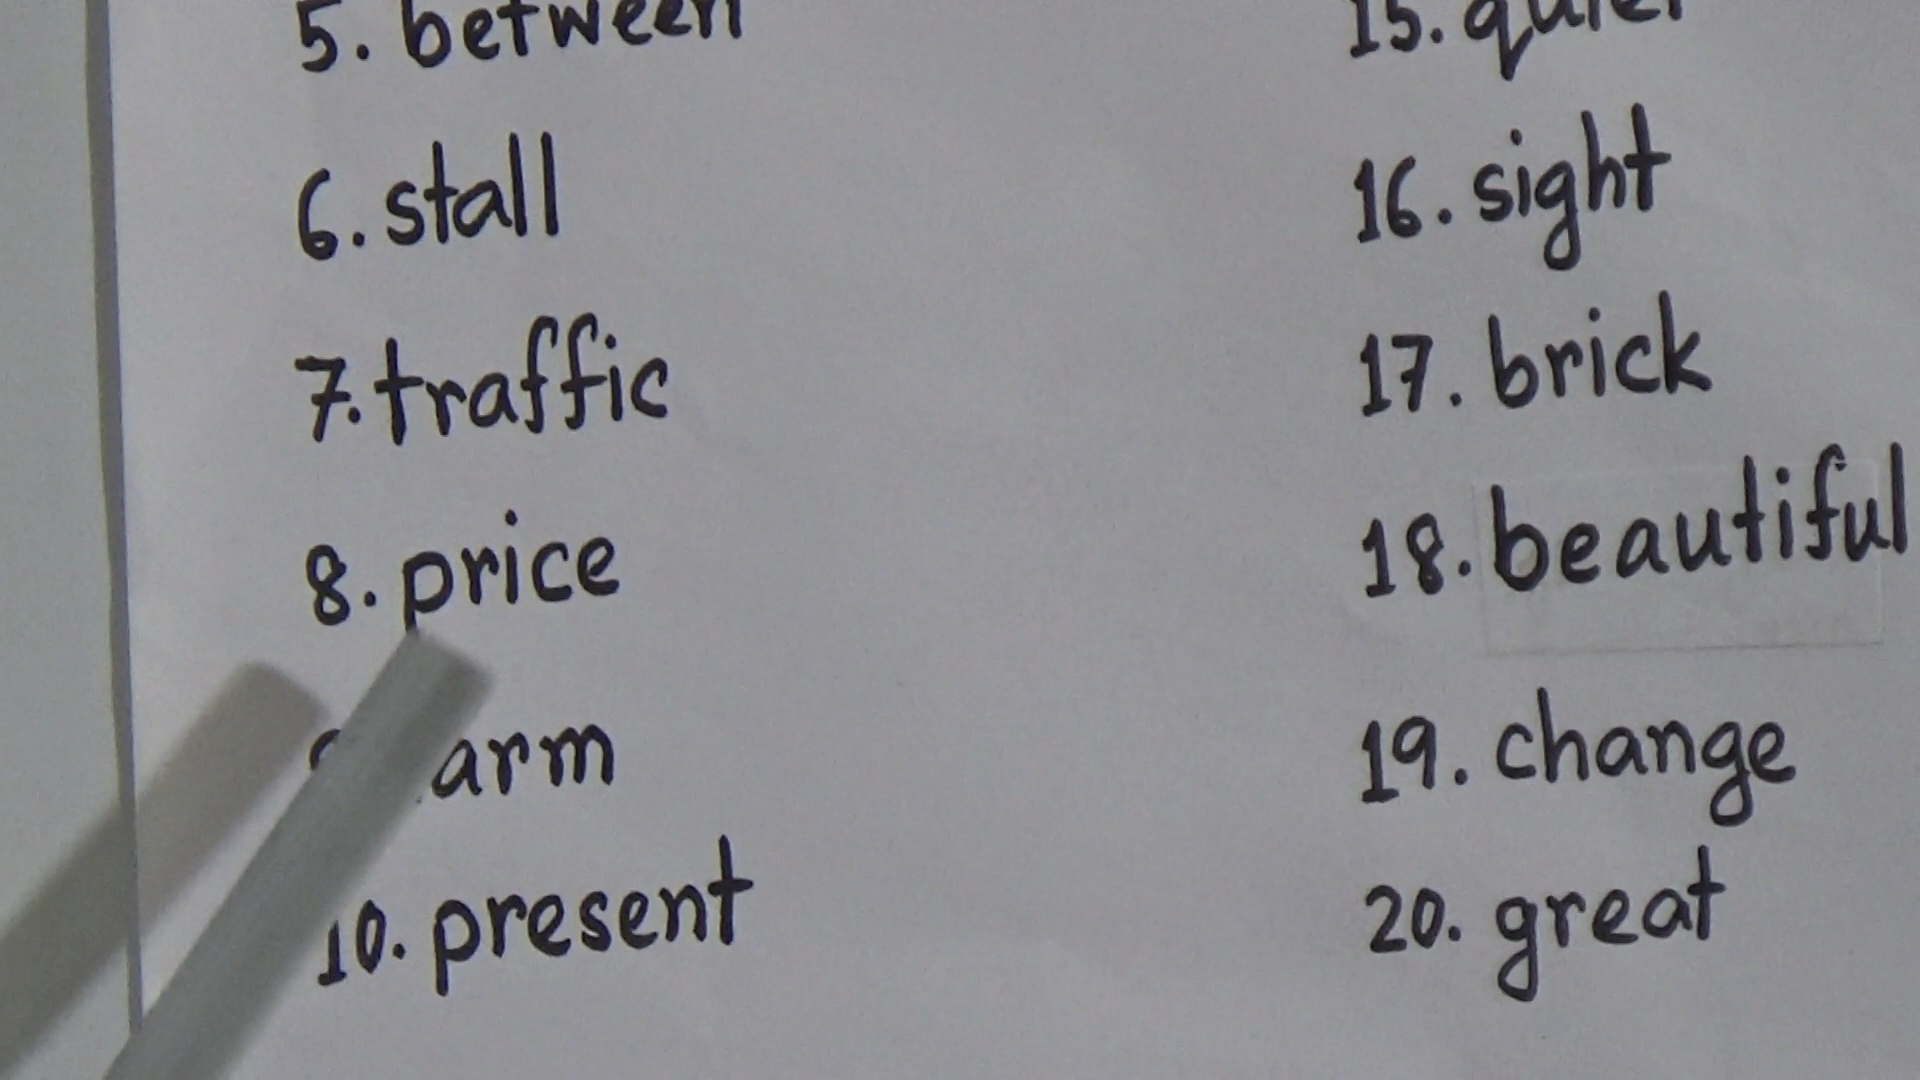 5. between
6. stall
7. traffic
8. price
arm
10. present
15. quiet
16. sight
17. brick
18. beautiful
19. change
20. great